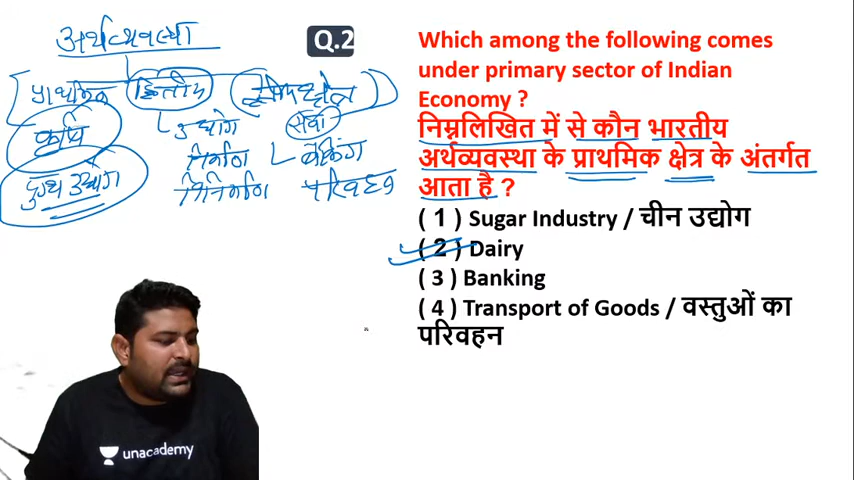 अर्थव्यवस्था
प्राथमिक द्वितीय
कृषि उद्योग सेवा
निर्माण बैंकिंग
दुग्ध उद्योग विनिर्माण परिवहन
Q.2
Which among the following comes
under primary sector of Indian
Economy ?
निम्नलिखित में से कौन भारतीय
अर्थव्यवस्था के प्राथमिक क्षेत्र के अंतर्गत
आता है ?
( 1 ) Sugar Industry / चीन उद्योग
( 2 ) Dairy
( 3 ) Banking
( 4 ) Transport of Goods / वस्तुओं का
परिवहन
unacademy